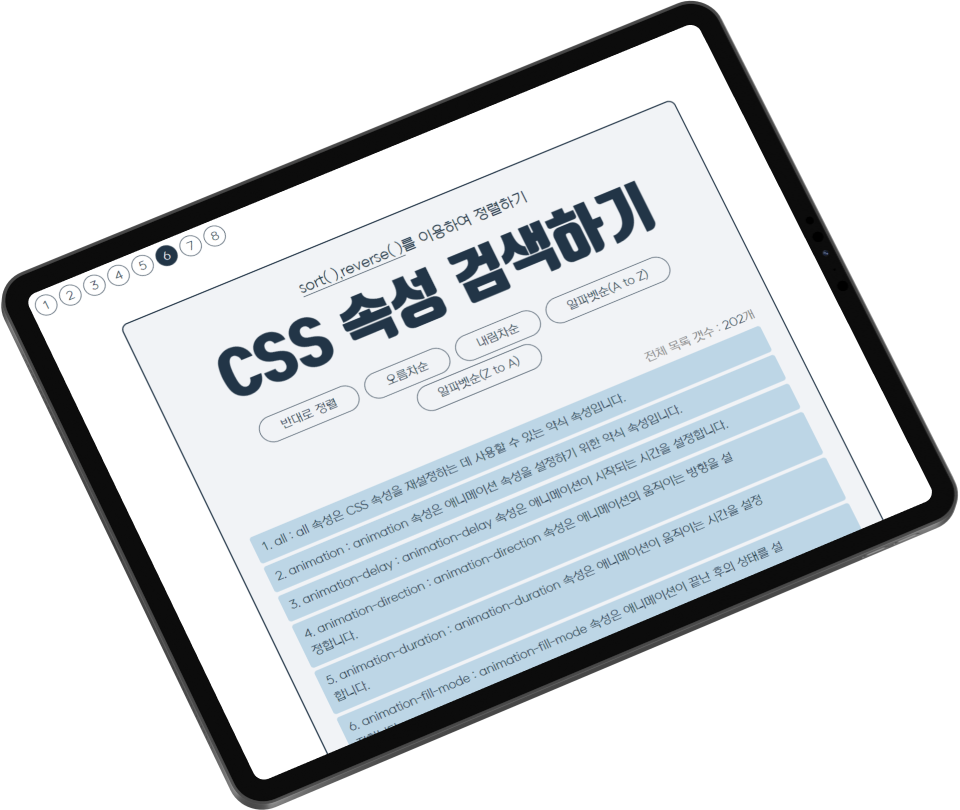 1 2 3 4 5 6 7 8
sort( ),reverse( )를 이용하여 정렬하기
CSS 속성 검색하기
반대로 정렬 오름차순 내림차순 알파벳순(A to Z)
알파벳순(Z to A)
전체 목록 갯수 : 202개
1. all : all 속성은 CSS 속성을 재설정하는 데 사용할 수 있는 약식 속성입니다.
2. animation : animation 속성은 애니메이션 속성을 설정하기 위한 약식 속성입니다.
3. animation-delay : animation-delay 속성은 애니메이션이 시작되는 시간을 설정합니다.
4. animation-direction : animation-direction 속성은 애니메이션의 움직이는 방향을 설
정합니다.
5. animation-duration : animation-duration 속성은 애니메이션이 움직이는 시간을 설정
합니다.
6. animation-fill-mode : animation-fill-mode 속성은 애니메이션이 끝난 후의 상태를 설